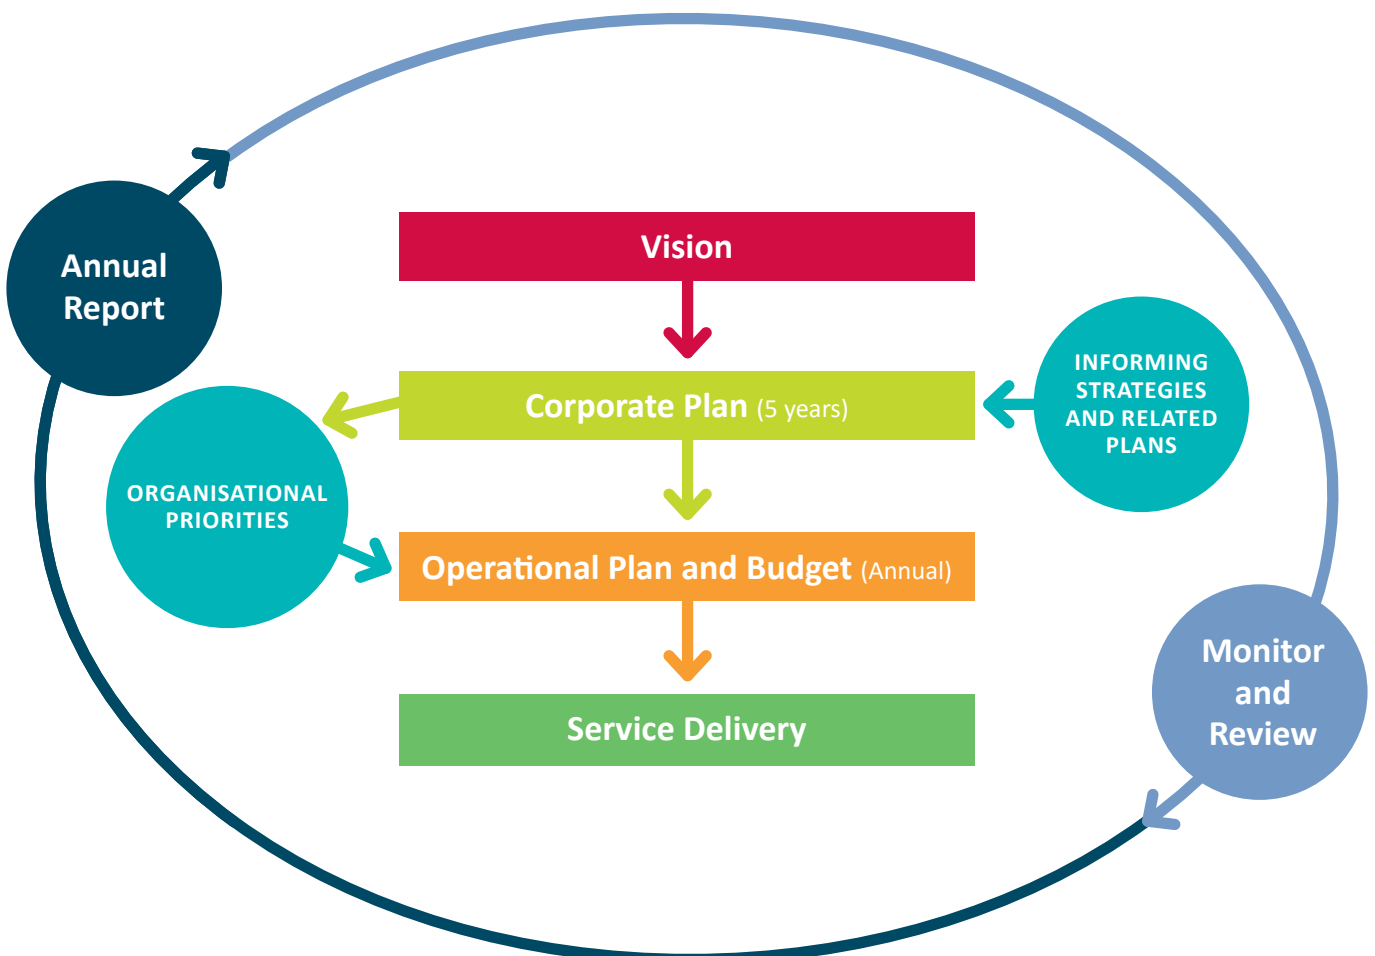 Annual
Report
Vision
INFORMING
STRATEGIES
AND RELATED
PLANS
Corporate Plan (5 years)
ORGANISATIONAL
PRIORITIES
Operational Plan and Budget (Annual)
Monitor
and
Review
Service Delivery